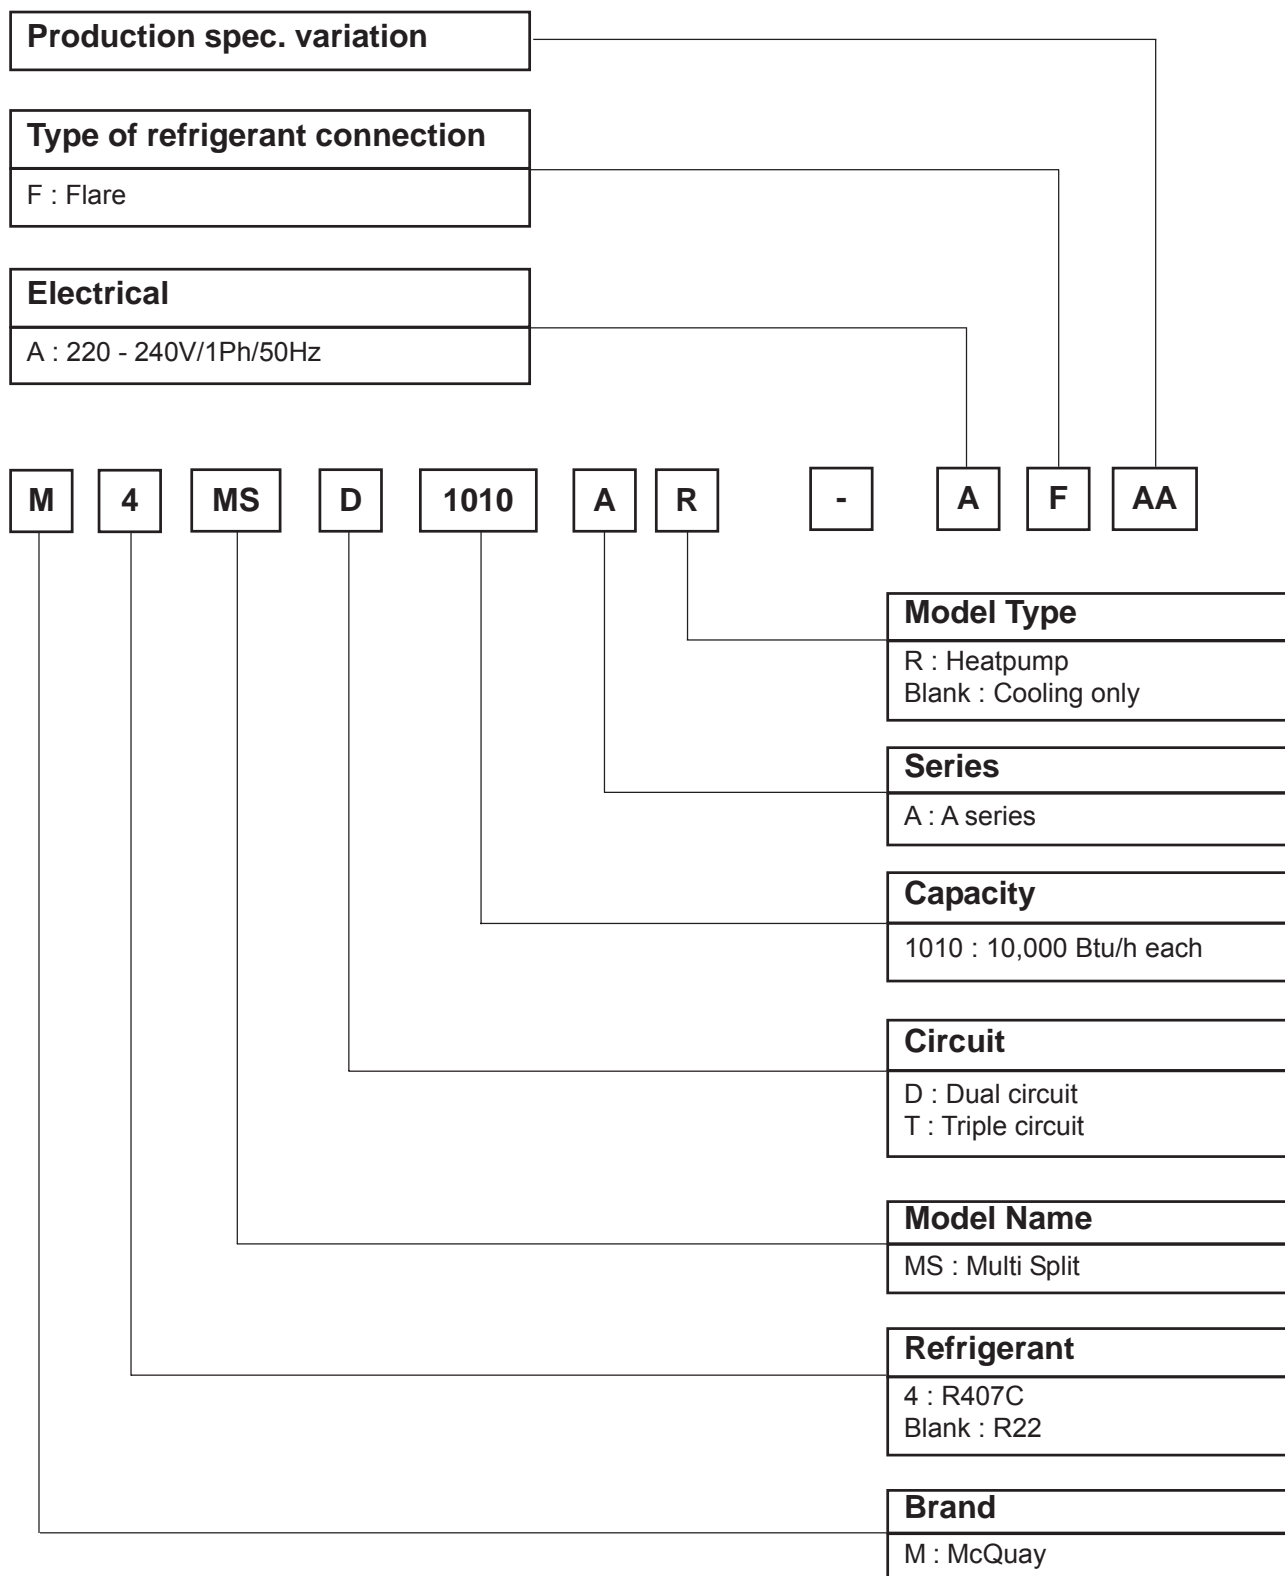 Production spec. variation
Type of refrigerant connection
F : Flare
Electrical
A : 220 - 240V/1Ph/50Hz
M 4 MS D 1010 A R - A F AA
Model Type
R : Heatpump
Blank : Cooling only
Series
A : A series
Capacity
1010 : 10,000 Btu/h each
Circuit
D : Dual circuit
T : Triple circuit
Model Name
MS : Multi Split
Refrigerant
4 : R407C
Blank : R22
Brand
M : McQuay